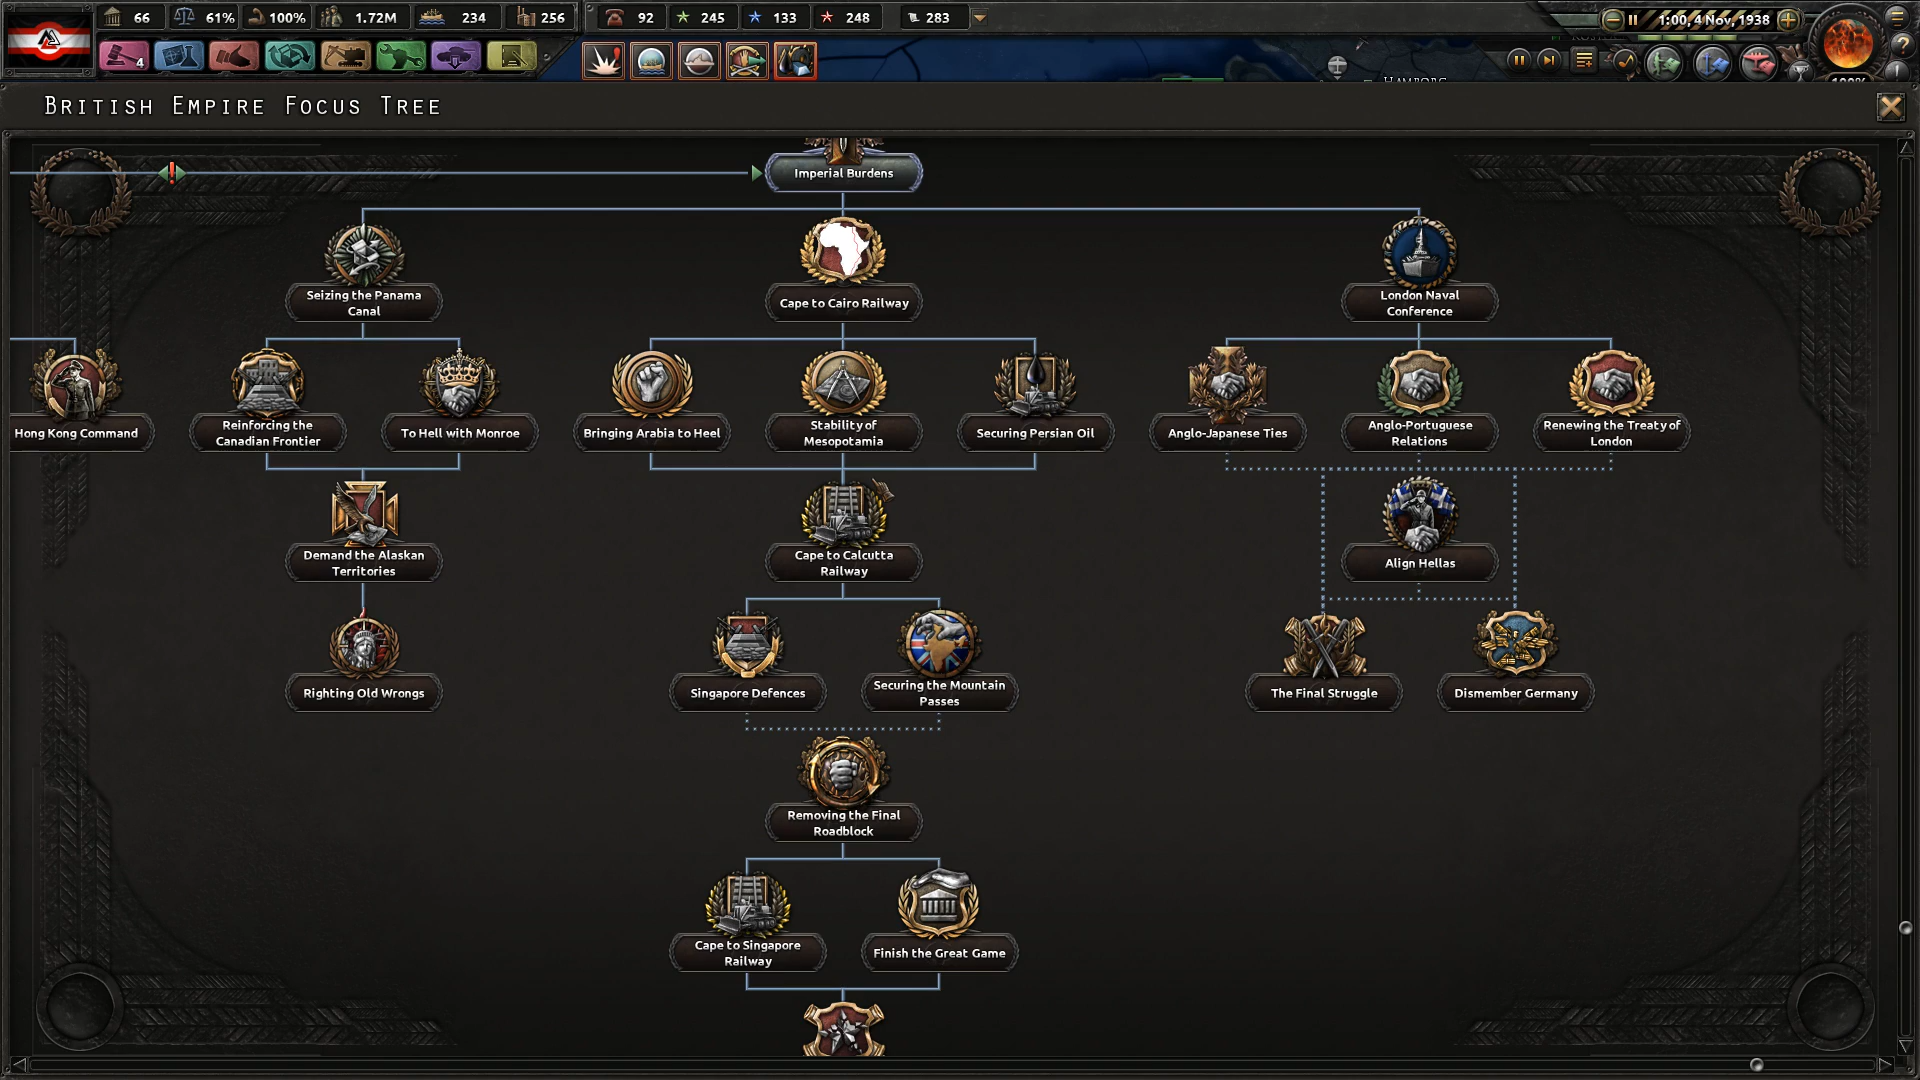 66 61% 100% 1.72M 234 256 92 245 133 248 283
1:00, 4 Nov, 1938
4
HAMBORG
100%
BRITISH EMPIRE FOCUS TREE
Imperial Burdens
Seizing the Panama
Canal
Cape to Cairo Railway
London Naval
Conference
Hong Kong Command
Reinforcing the
Canadian Frontier
To Hell with Monroe
Bringing Arabia to Heel
Stability of
Mesopotamia
Securing Persian Oil
Anglo-Japanese Ties
Anglo-Portuguese
Relations
Renewing the Treaty of
London
Demand the Alaskan
Territories
Cape to Calcutta
Railway
Align Hellas
Righting Old Wrongs
Singapore Defences
Securing the Mountain
Passes
The Final Struggle
Dismember Germany
Removing the Final
Roadblock
Cape to Singapore
Railway
Finish the Great Game